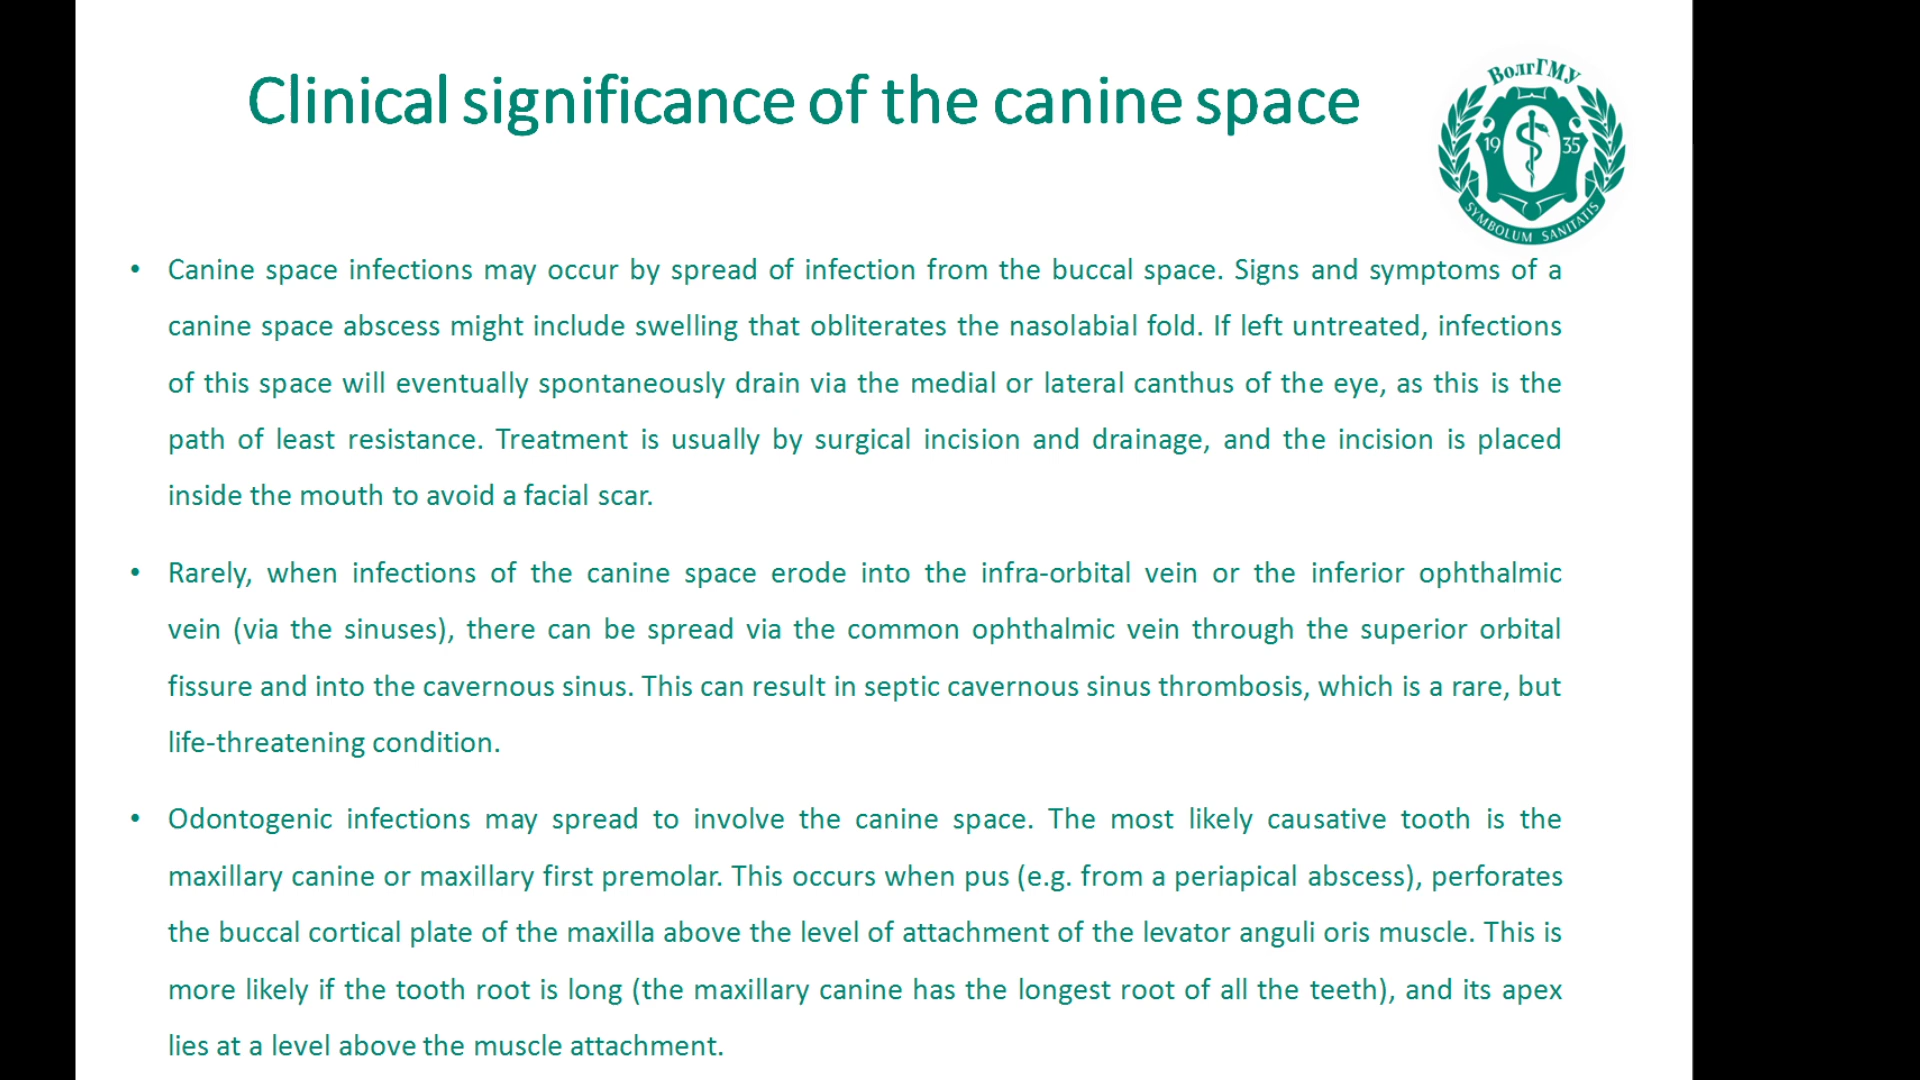 Clinical significance of the canine space
ВолгГМУ
19 35
SYMBOLUM SANITATIS
• Canine space infections may occur by spread of infection from the buccal space. Signs and symptoms of a
canine space abscess might include swelling that obliterates the nasolabial fold. If left untreated, infections
of this space will eventually spontaneously drain via the medial or lateral canthus of the eye, as this is the
path of least resistance. Treatment is usually by surgical incision and drainage, and the incision is placed
inside the mouth to avoid a facial scar.
• Rarely, when infections of the canine space erode into the infra-orbital vein or the inferior ophthalmic
vein (via the sinuses), there can be spread via the common ophthalmic vein through the superior orbital
fissure and into the cavernous sinus. This can result in septic cavernous sinus thrombosis, which is a rare, but
life-threatening condition.
• Odontogenic infections may spread to involve the canine space. The most likely causative tooth is the
maxillary canine or maxillary first premolar. This occurs when pus (e.g. from a periapical abscess), perforates
the buccal cortical plate of the maxilla above the level of attachment of the levator anguli oris muscle. This is
more likely if the tooth root is long (the maxillary canine has the longest root of all the teeth), and its apex
lies at a level above the muscle attachment.